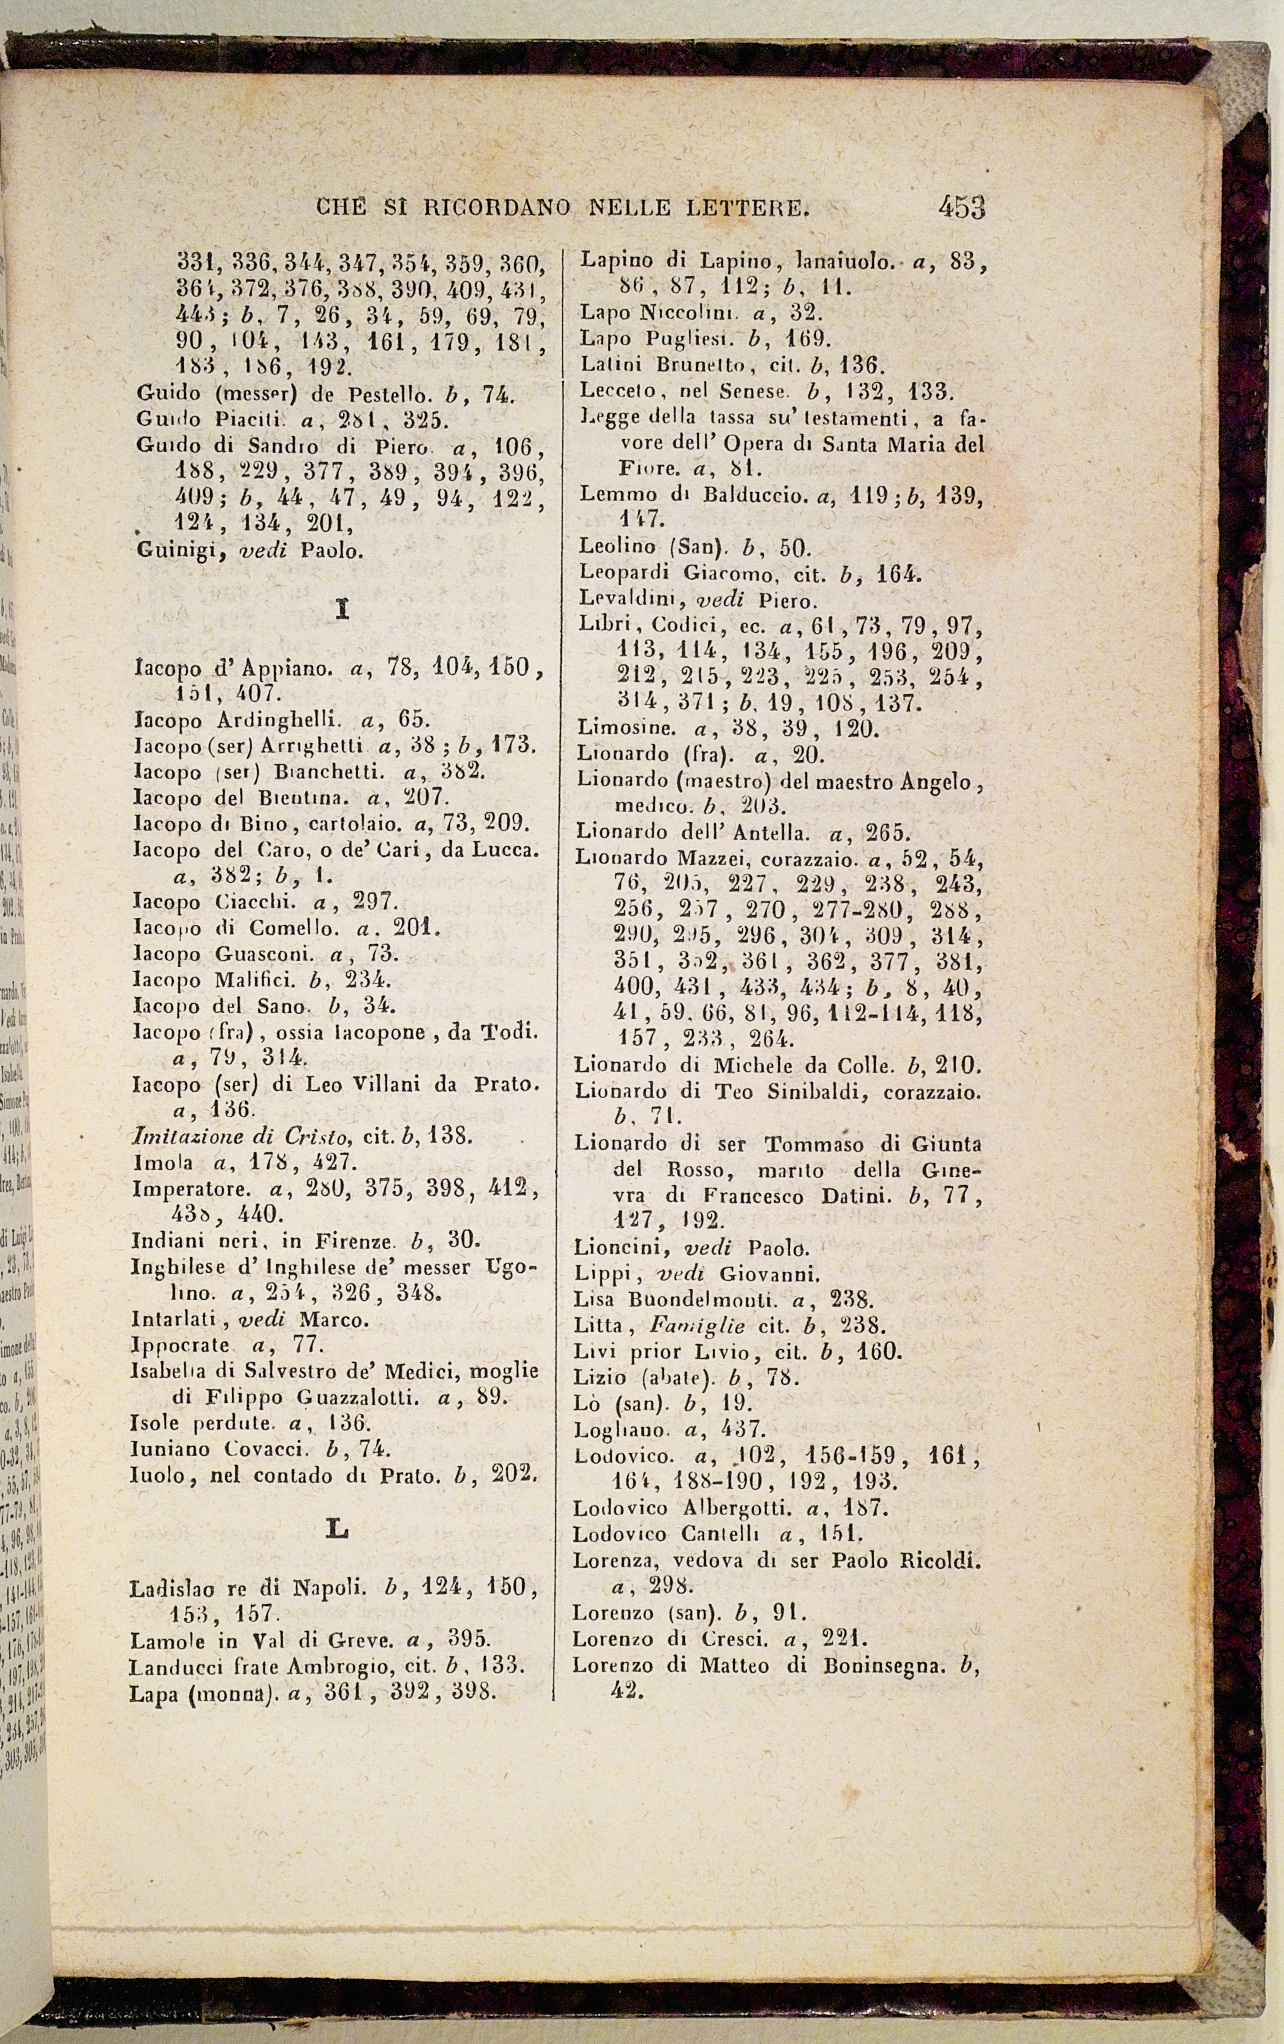 CHE SI RICORDANO NELLE LETTERE. 453
331, 336, 344, 347, 354, 359, 360,
364, 372, 376, 388, 390, 409, 431,
443; b, 7, 26, 34, 59, 69, 79,
90, 104, 143, 161, 179, 181,
183, 186, 192.
Guido (messer) de Pestello. b, 74.
Guido Piaciti. a, 281, 325.
Guido di Sandro di Piero. a, 106,
188, 229, 377, 389, 394, 396,
409; b, 44, 47, 49, 94, 122,
124, 134, 201,
Guinigi, vedi Paolo.
I
Iacopo d' Appiano. a, 78, 104, 150,
151, 407.
Iacopo Ardinghelli. a, 65.
Iacopo (ser) Arrighetti a, 38; b, 173.
Iacopo (ser) Bianchetti. a, 382.
Iacopo del Bientina. a, 207.
Iacopo di Bino, cartolaio. a, 73, 209.
Iacopo del Caro, o de' Cari, da Lucca.
a, 382; b, 1.
Iacopo Ciacchi. a, 297.
Iacopo di Comello. a. 201.
Iacopo Guasconi. a, 73.
Iacopo Malifici. b, 234.
Iacopo del Sano. b, 34.
Iacopo (fra), ossia Iacopone, da Todi.
a, 79, 314.
Iacopo (ser) di Leo Villani da Prato.
a, 136.
Imitazione di Cristo, cit. b, 138.
Imola a, 178, 427.
Imperatore. a, 280, 375, 398, 412,
438, 440.
Indiani neri, in Firenze. b, 30.
Inghilese d' Inghilese de' messer Ugo-
lino. a, 254, 326, 348.
Intarlati, vedi Marco.
Ippocrate a, 77.
Isabella di Salvestro de' Medici, moglie
di Filippo Guazzalotti. a, 89.
Isole perdute. a, 136.
Iuniano Covacci. b, 74.
Iuolo, nel contado di Prato. b, 202.
L
Ladislao re di Napoli. b, 124, 150,
153, 157.
Lamole in Val di Greve. a, 395.
Landucci frate Ambrogio, cit. b, 133.
Lapa (monna). a, 361, 392, 398.
Lapino di Lapino, lanaiuolo. a, 83,
86, 87, 112; b, 11.
Lapo Niccolini. a, 32.
Lapo Pugliesi. b, 169.
Latini Brunetto, cit. b, 136.
Lecceto, nel Senese. b, 132, 133.
Legge della tassa su' testamenti, a fa-
vore dell' Opera di Santa Maria del
Fiore. a, 81.
Lemmo di Balduccio. a, 119; b, 139,
147.
Leolino (San). b, 50.
Leopardi Giacomo, cit. b, 164.
Levaldini, vedi Piero.
Libri, Codici, ec. a, 61, 73, 79, 97,
113, 114, 134, 155, 196, 209,
212, 215, 223, 225, 253, 254,
314, 371; b, 19, 108, 137.
Limosine. a, 38, 39, 120.
Lionardo (fra). a, 20.
Lionardo (maestro) del maestro Angelo,
medico. b, 203.
Lionardo dell' Antella. a, 265.
Lionardo Mazzei, corazzaio. a, 52, 54,
76, 205, 227, 229, 238, 243,
256, 257, 270, 277-280, 288,
290, 295, 296, 304, 309, 314,
351, 352, 361, 362, 377, 381,
400, 431, 433, 434; b, 8, 40,
41, 59. 66, 81, 96, 112-114, 118,
157, 233, 264.
Lionardo di Michele da Colle. b, 210.
Lionardo di Teo Sinibaldi, corazzaio.
b, 71.
Lionardo di ser Tommaso di Giunta
del Rosso, marito della Gine-
vra di Francesco Datini. b, 77,
127, 192.
Lioncini, vedi Paolo.
Lippi, vedi Giovanni.
Lisa Buondelmonti. a, 238.
Litta, Famiglie cit. b, 238.
Livi prior Livio, cit. b, 160.
Lizio (abate). b, 78.
Lò (san). b, 19.
Logliano. a, 437.
Lodovico. a, 102, 156-159, 161,
164, 188-190, 192, 193.
Lodovico Albergotti. a, 187.
Lodovico Cantelli a, 151.
Lorenza, vedova di ser Paolo Ricoldi.
a, 298.
Lorenzo (san). b, 91.
Lorenzo di Cresci. a, 221.
Lorenzo di Matteo di Boninsegna. b,
42.